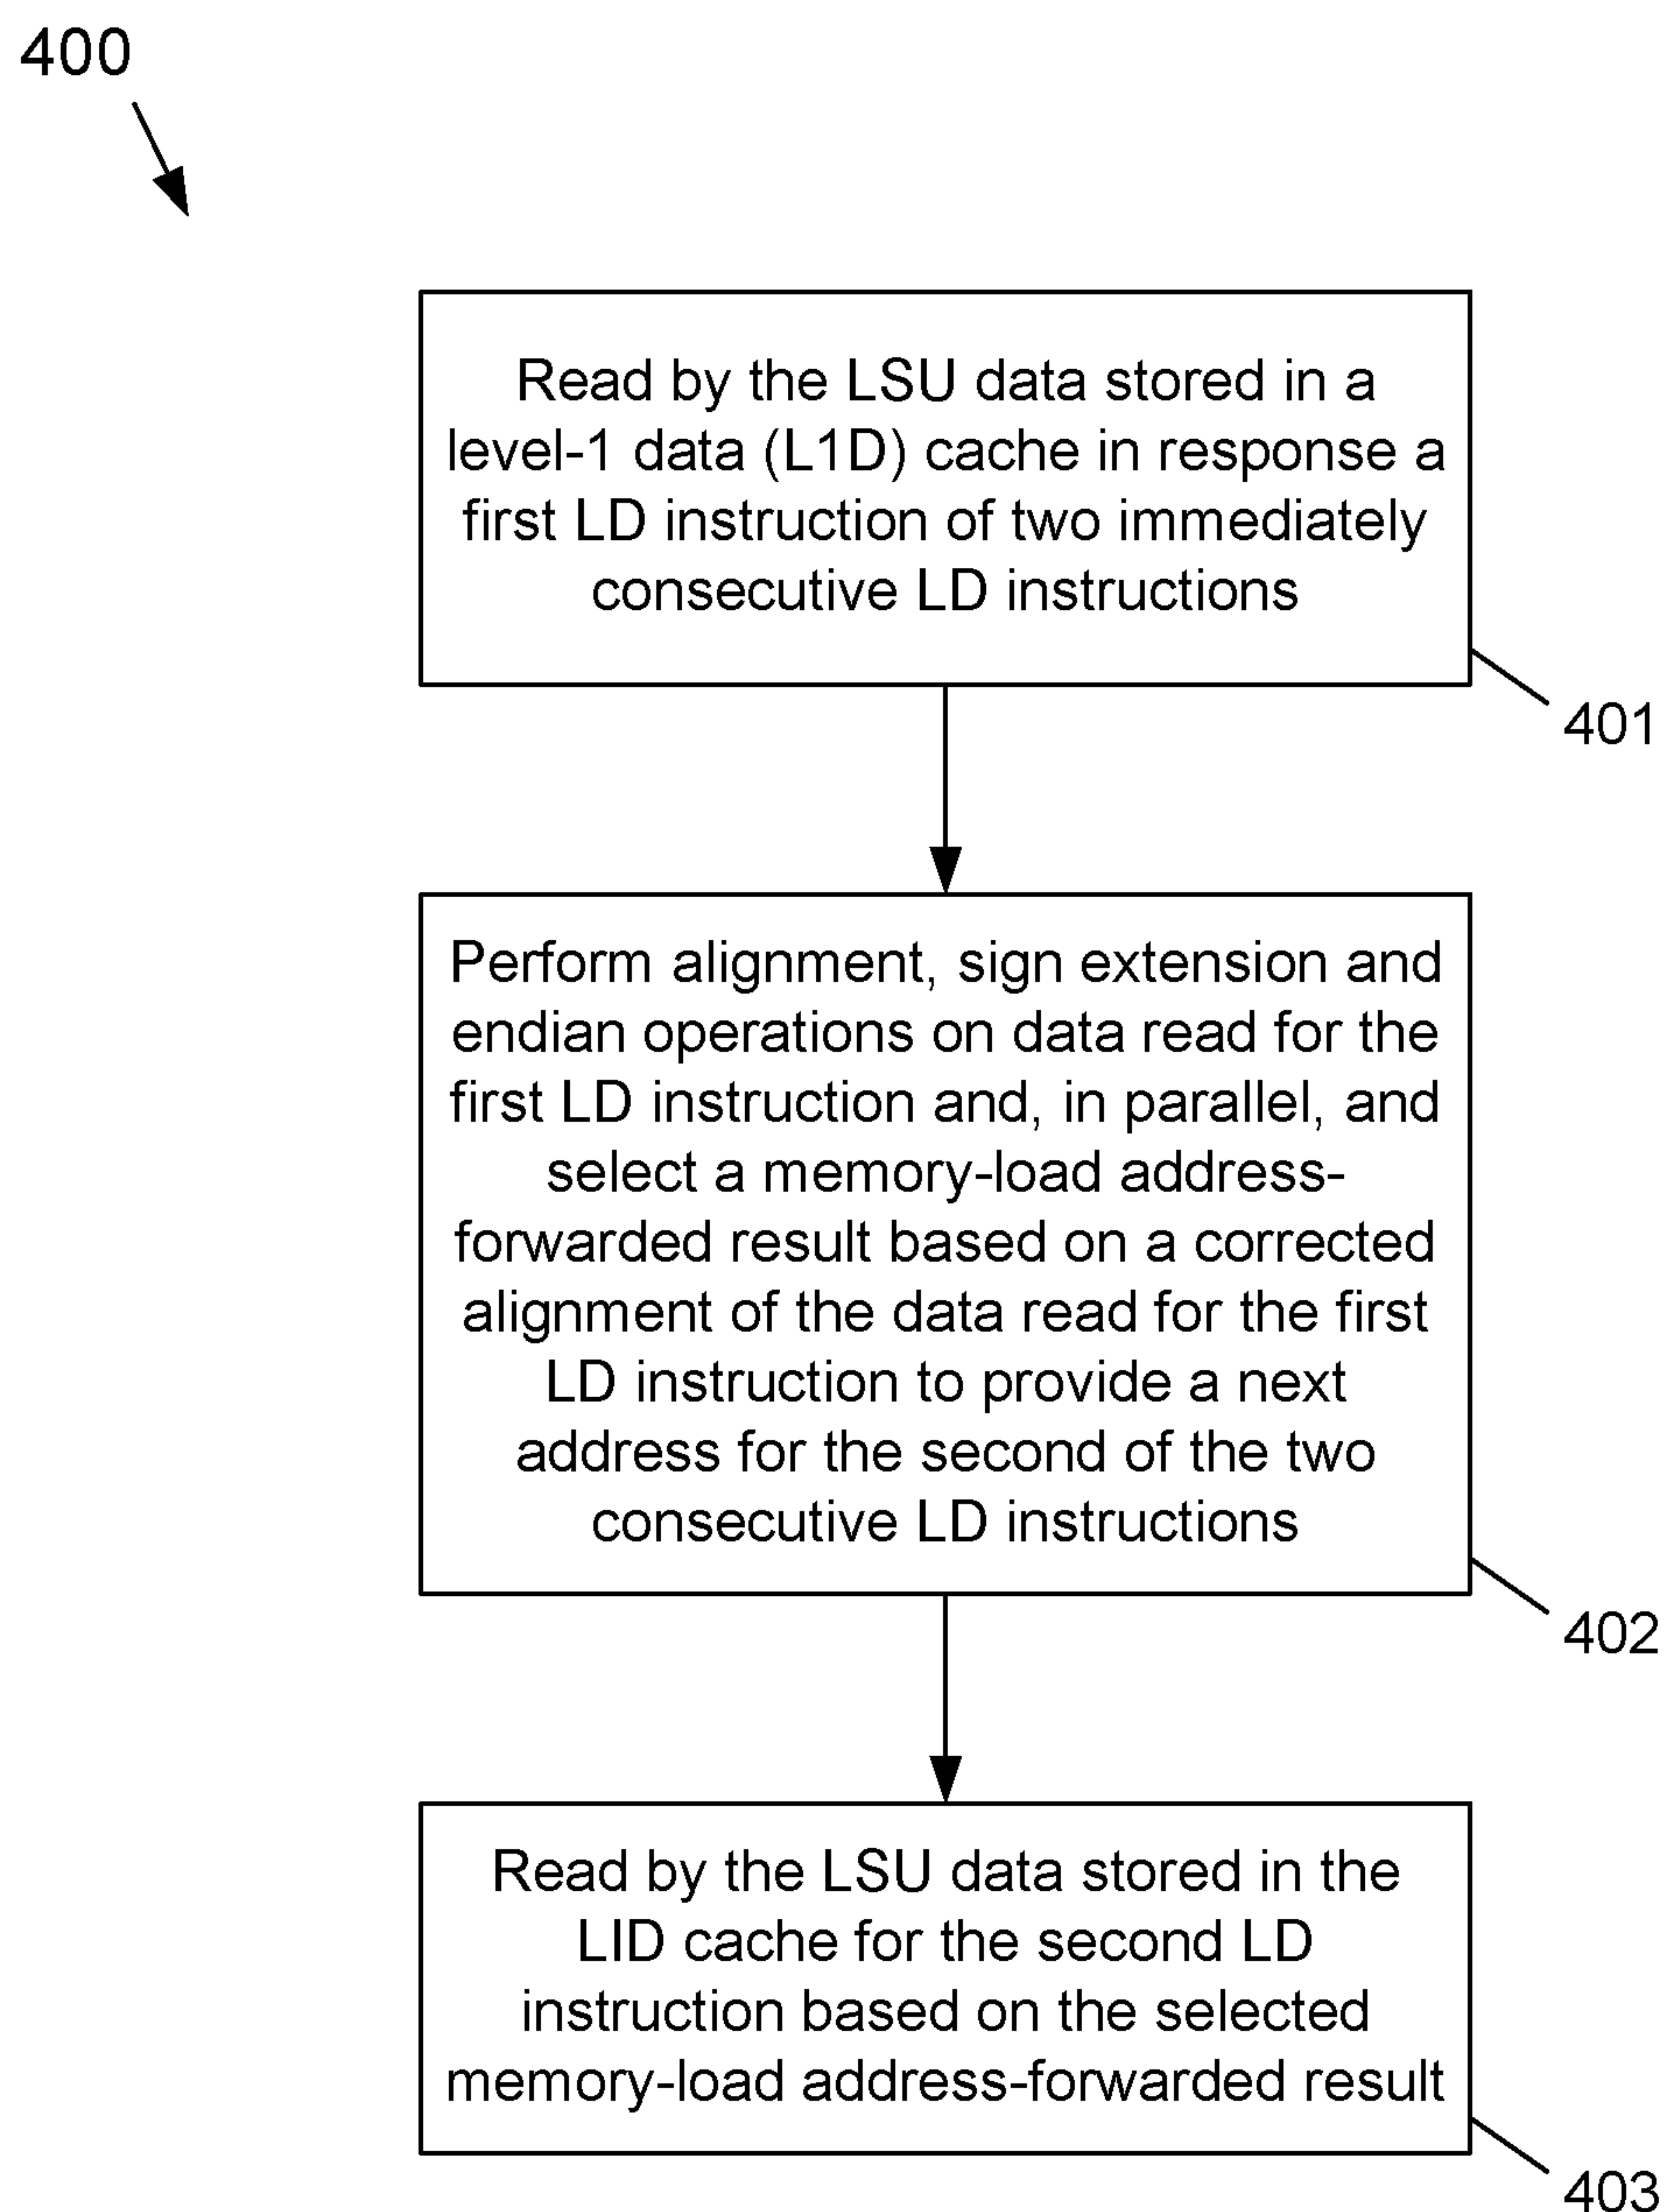 400
Read by the LSU data stored in a
level-1 data (L1D) cache in response a
first LD instruction of two immediately
consecutive LD instructions
401
Perform alignment, sign extension and
endian operations on data read for the
first LD instruction and, in parallel, and
select a memory-load address-
forwarded result based on a corrected
alignment of the data read for the first
LD instruction to provide a next
address for the second of the two
consecutive LD instructions
402
Read by the LSU data stored in the
LID cache for the second LD
instruction based on the selected
memory-load address-forwarded result
403